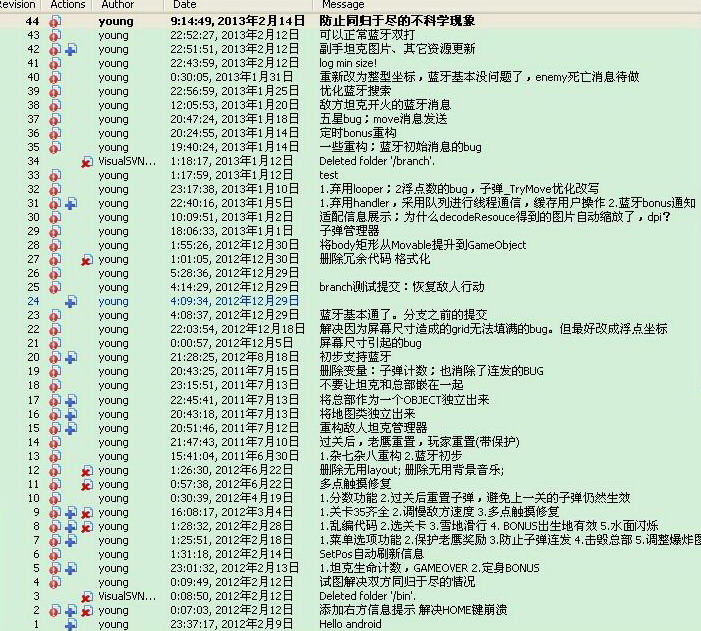 Revision Actions Author Date Message
44 young 9:14:49, 2013年2月14日 防止同归于尽的不科学现象
43 young 22:52:27, 2013年2月12日 可以正常蓝牙双打
42 young 22:51:51, 2013年2月12日 副手坦克图片、其它资源更新
41 young 22:43:59, 2013年2月12日 log min size!
40 young 0:30:05, 2013年1月31日 重新改为整型坐标，蓝牙基本没问题了，enemy死亡消息待做
39 young 22:56:59, 2013年1月25日 忧化蓝牙搜索
38 young 12:05:53, 2013年1月20日 敌方坦克开火的蓝牙消息
37 young 20:47:24, 2013年1月18日 五星bug；move消息发送
36 young 20:24:55, 2013年1月14日 定时bonus重构
35 young 19:40:24, 2013年1月14日 一些重构；蓝牙初始消息的bug
34 VisualSVN... 1:18:17, 2013年1月12日 Deleted folder '/branch'.
33 young 1:17:59, 2013年1月12日 test
32 young 23:17:38, 2013年1月10日 1.弃用looper；2浮点数的bug，子弹_TryMove优化改写
31 young 22:40:16, 2013年1月5日 1.弃用handler，采用队列进行线程通信，缓存用户操作 2.蓝牙bonus通知
30 young 10:09:51, 2013年1月2日 适配信息展示；为什么decodeResouce得到的图片自动缩放了，dpi？
29 young 18:06:33, 2013年1月1日 子弹管理器
28 young 1:55:26, 2012年12月30日 将body矩形从Movable提升到GameObject
27 young 1:01:05, 2012年12月30日 删除冗余代码 格式化
26 young 5:28:36, 2012年12月29日
25 young 4:14:29, 2012年12月29日 branch测试提交：恢复敌人行动
24 young 4:09:34, 2012年12月29日
23 young 4:08:37, 2012年12月29日 蓝牙基本通了。分支之前的提交
22 young 22:03:54, 2012年12月18日 解决因为屏幕尺寸造成的grid无法填满的bug。但最好改成浮点坐标
21 young 0:00:57, 2012年12月5日 屏幕尺寸引起的bug
20 young 21:28:25, 2012年8月18日 初步支持蓝牙
19 young 20:43:25, 2011年7月15日 删除变量：子弹计数；也消除了连发的BUG
18 young 23:15:51, 2011年7月13日 不要让坦克和总部嵌在一起
17 young 22:45:41, 2011年7月13日 将总部作为一个OBJECT独立出来
16 young 20:43:18, 2011年7月13日 将地图类独立出来
15 young 20:51:46, 2011年7月12日 重构敌人坦克管理器
14 young 21:47:43, 2011年7月10日 过关后，老鹰重置，玩家重置(带保护)
13 young 15:41:04, 2011年6月30日 1.杂七杂八重构 2.蓝牙初步
12 young 1:26:30, 2012年6月22日 删除无用layout; 删除无用背景音乐;
11 young 0:57:38, 2012年6月22日 多点触摸修复
10 young 0:30:39, 2012年4月19日 1.分数功能 2.过关后重置子弹，避免上一关的子弹仍然生效
9 young 16:08:17, 2012年3月4日 1.关卡35齐全 2.调慢敌方速度 3.多点触摸修复
8 young 1:28:32, 2012年2月28日 1.乱编代码 2.选关卡 3.雪地滑行 4. BONUS出生地有效 5.水面闪烁
7 young 1:25:51, 2012年2月18日 1.菜单选项功能 2.保护老鹰奖励 3.防止子弹连发 4.击毁总部 5.调整爆炸图
6 young 1:31:18, 2012年2月14日 SetPos自动刷新信息
5 young 23:01:32, 2012年2月13日 1.坦克生命计数，GAMEOVER 2.定身BONUS
4 young 0:09:49, 2012年2月12日 试图解决双方同归于尽的情况
3 VisualSVN... 0:08:50, 2012年2月12日 Deleted folder '/bin'.
2 young 0:07:03, 2012年2月12日 添加右方信息提示 解决HOME键崩溃
1 young 23:37:17, 2012年2月9日 Hello android